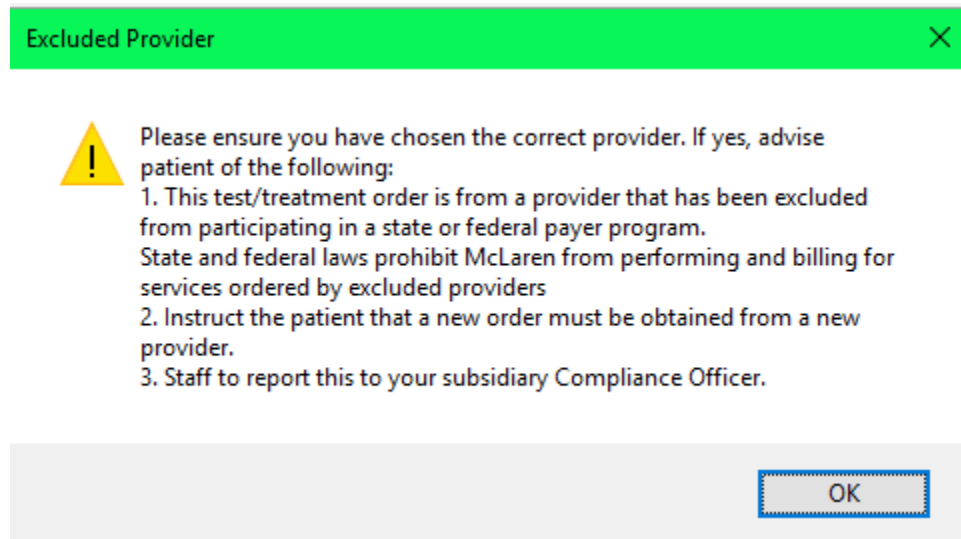 Excluded Provider
Please ensure you have chosen the correct provider. If yes, advise
patient of the following:
1. This test/treatment order is from a provider that has been excluded
from participating in a state or federal payer program.
State and federal laws prohibit McLaren from performing and billing for
services ordered by excluded providers
2. Instruct the patient that a new order must be obtained from a new
provider.
3. Staff to report this to your subsidiary Compliance Officer.
OK